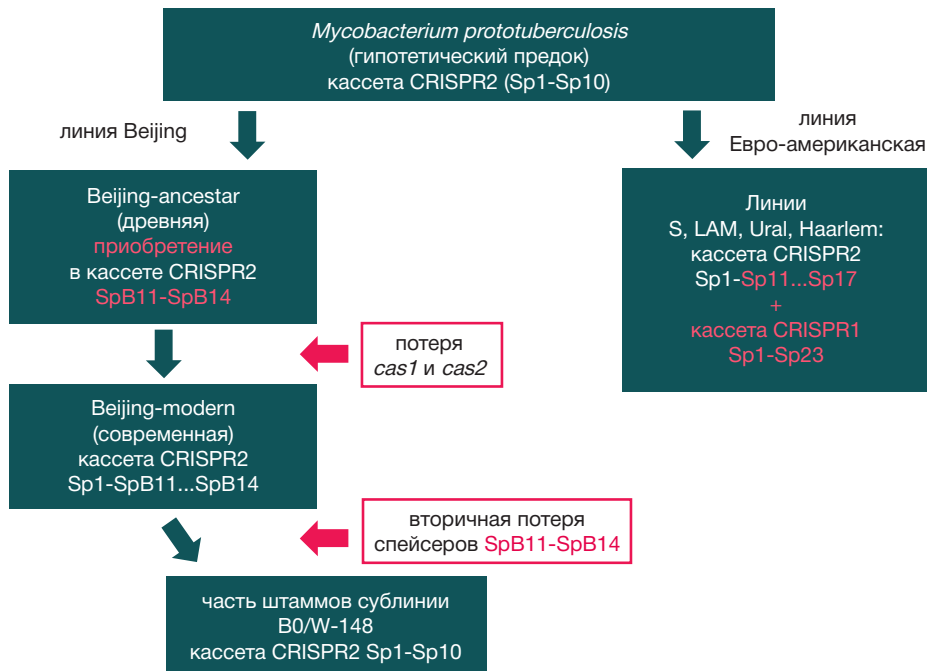 Mycobacterium prototuberculosis
(гипотетический предок)
кассета CRISPR2 (Sp1-Sp10)
линия Beijing
линия
Евро-американская
Beijing-ancestar
(древняя)
приобретение
в кассете CRISPR2
SpB11-SpB14
Линии
S, LAM, Ural, Haarlem:
кассета CRISPR2
Sp1-Sp11...Sp17
+
кассета CRISPR1
Sp1-Sp23
потеря
cas1 и cas2
Beijing-modern
(современная)
кассета CRISPR2
Sp1-SpB11...SpB14
вторичная потеря
спейсеров SpB11-SpB14
часть штаммов сублинии
B0/W-148
кассета CRISPR2 Sp1-Sp10